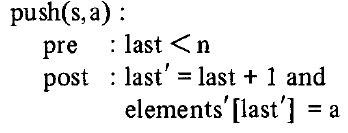 push(s,a) :
pre : last < n
post : last' = last + 1 and
elements'[last'] = a